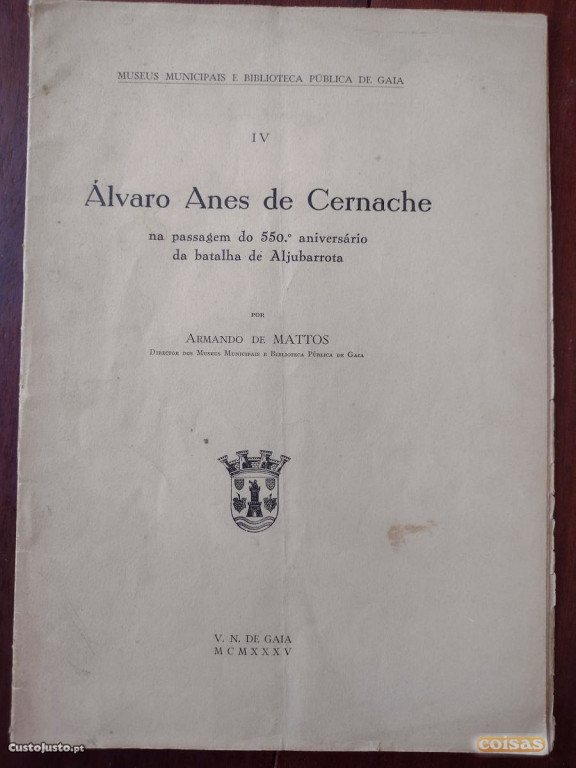 MUSEUS MUNICIPAIS E BIBLIOTECA PÚBLICA DE GAIA
IV
Álvaro Anes de Cernache
na passagem do 550.º aniversário
da batalha de Aljubarrota
POR
ARMANDO DE MATTOS
DIRECTOR DOS MUSEUS MUNICIPAIS E BIBLIOTECA PÚBLICA DE GAIA
V. N. DE GAIA
MCMXXXV
CustoJusto.pt
coisas